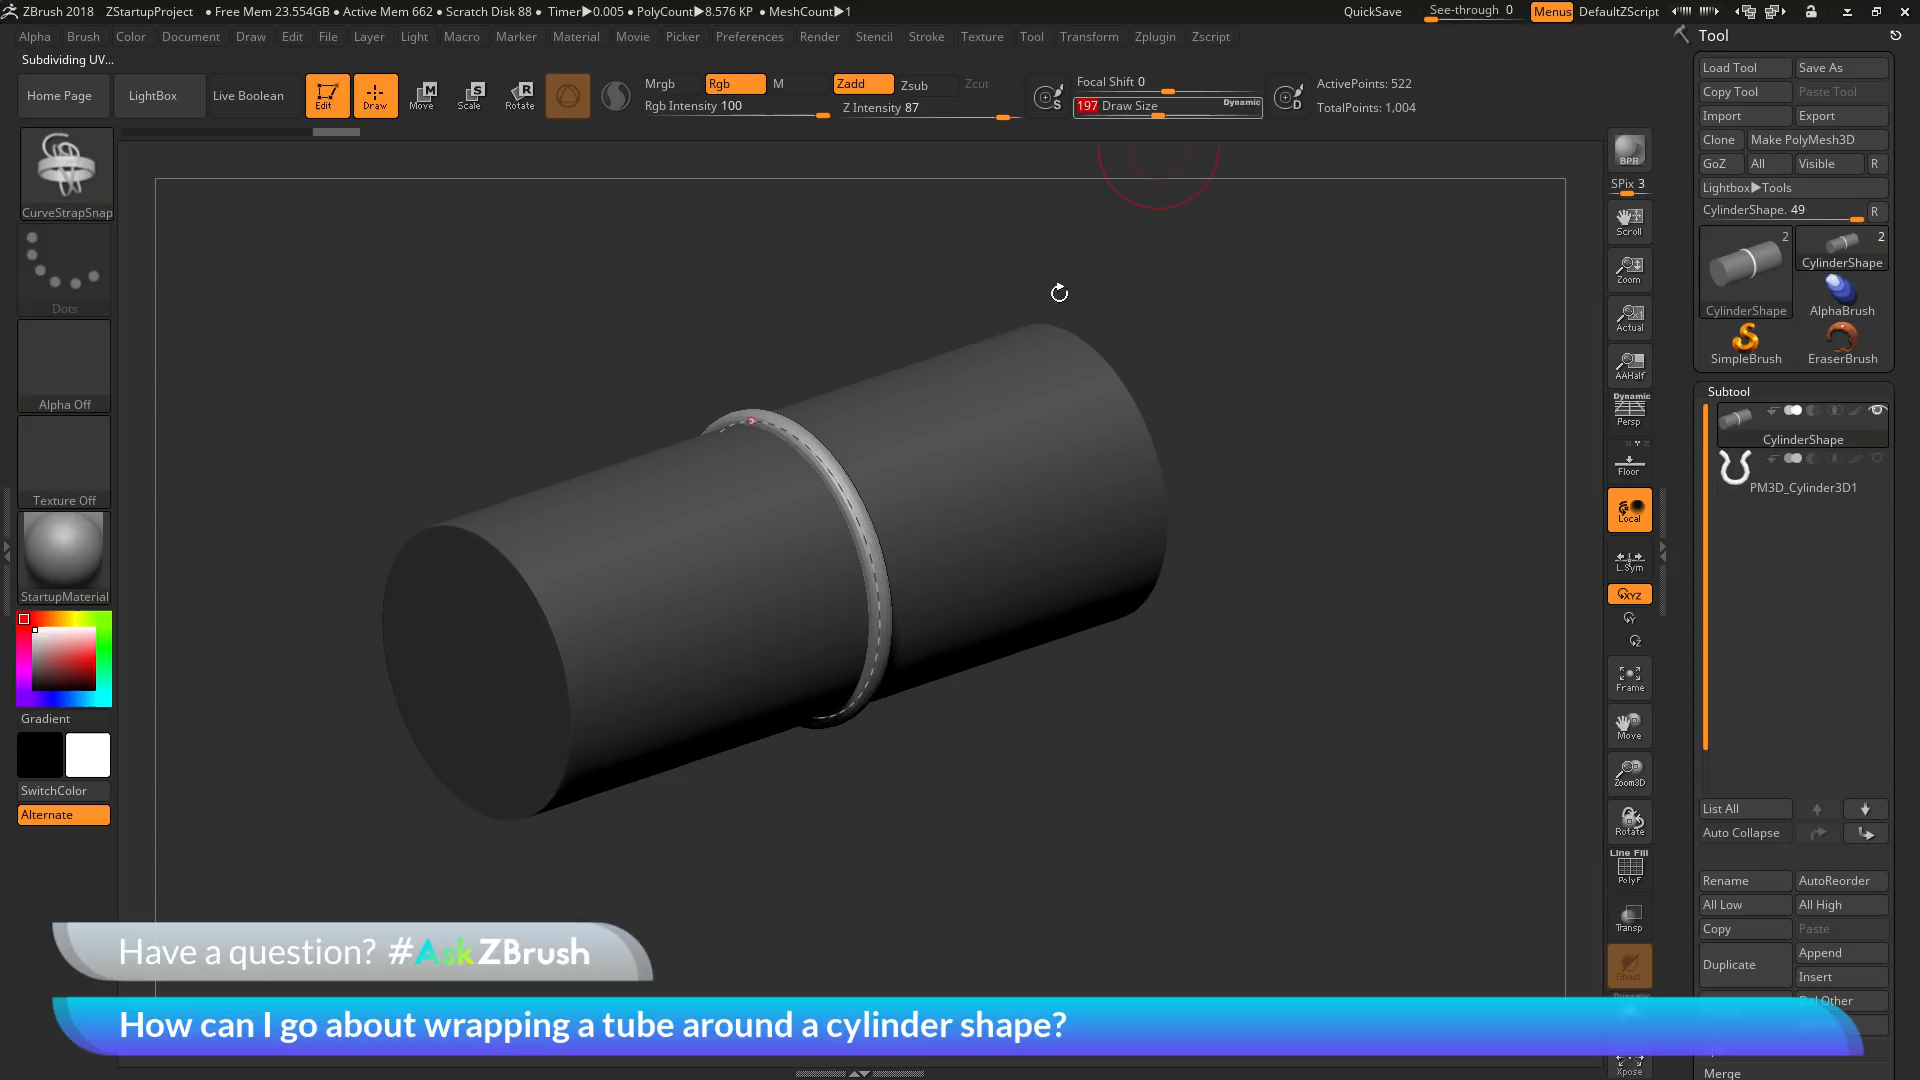 ZBrush 2018 ZStartupProject • Free Mem 23.554GB • Active Mem 662 • Scratch Disk 88 • Timer▶0.005 • PolyCount▶8.576 KP • MeshCount▶1 QuickSave See-through 0 Menus DefaultZScript
Alpha Brush Color Document Draw Edit File Layer Light Macro Marker Material Movie Picker Preferences Render Stencil Stroke Texture Tool Transform Zplugin Zscript
Subdividing UV...
Home Page LightBox Live Boolean Edit Draw Move Scale Rotate
Mrgb Rgb M Zadd Zsub Zcut
Rgb Intensity 100 Z Intensity 87
S Focal Shift 0
197 Draw Size Dynamic
D ActivePoints: 522
TotalPoints: 1,004
CurveStrapSnap
Dots
Alpha Off
Texture Off
StartupMaterial
Gradient
SwitchColor
Alternate
BPR
SPix 3
Scroll
Zoom
Actual
AAHalf
Dynamic
Persp
Floor
Local
L.Sym
XYZ
Y
Z
Frame
Move
Zoom3D
Rotate
Line Fill
PolyF
Transp
Ghost
Xpose
Tool
Load Tool Save As
Copy Tool Paste Tool
Import Export
Clone Make PolyMesh3D
GoZ All Visible R
Lightbox▶Tools
CylinderShape. 49 R
2 2
CylinderShape
CylinderShape AlphaBrush
SimpleBrush EraserBrush
Subtool
CylinderShape
PM3D_Cylinder3D1
List All
Auto Collapse
Rename AutoReorder
All Low All High
Copy Paste
Duplicate Append
Insert
Del Other
Merge
Have a question? #AskZBrush
How can I go about wrapping a tube around a cylinder shape?